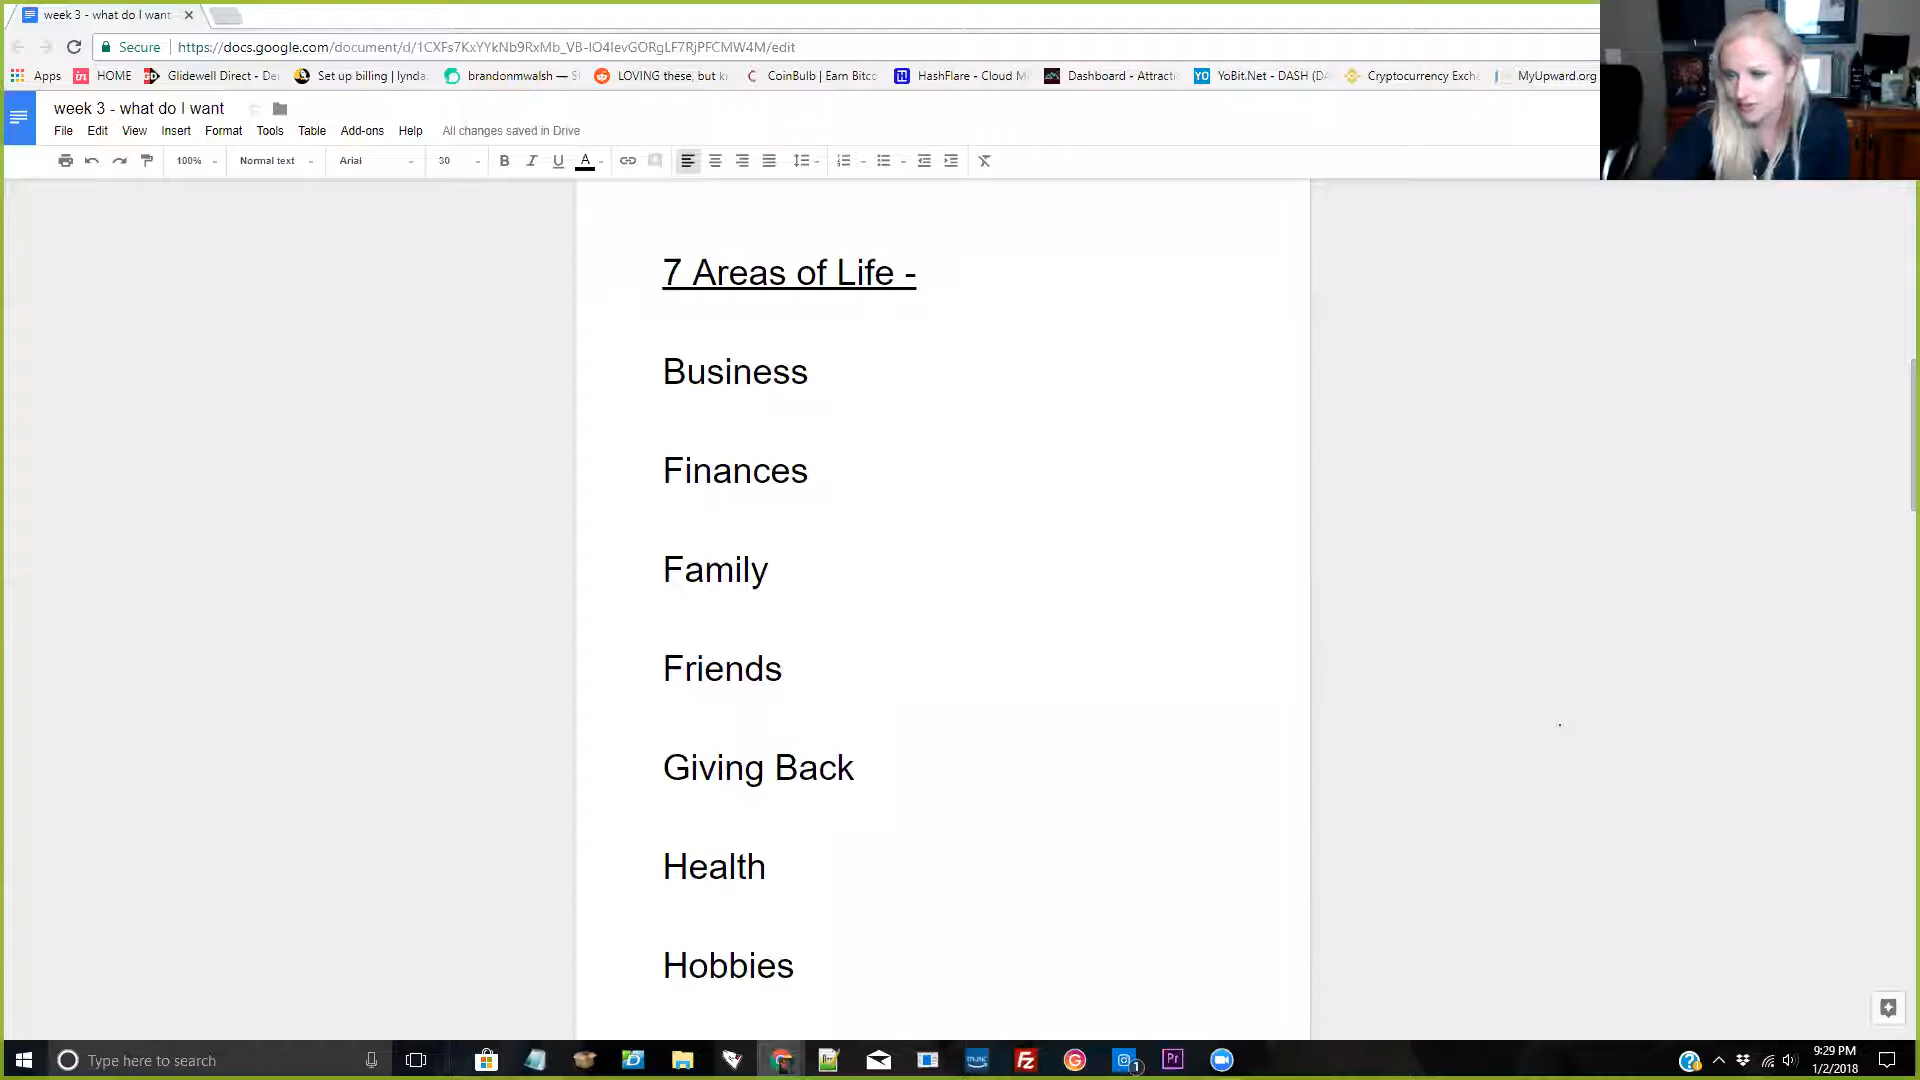 week 3 - what do I want
Secure https://docs.google.com/document/d/1CXFs7KxYYkNb9RxMb_VB-IO4IevGORgLF7RjPFCMW4M/edit
Apps HOME Glidewell Direct - De Set up billing | lynda brandonmwalsh — S LOVING these, but k CoinBulb | Earn Bitc HashFlare - Cloud M Dashboard - Attracti YoBit.Net - DASH (DA Cryptocurrency Exch MyUpward.org
week 3 - what do I want
File Edit View Insert Format Tools Table Add-ons Help All changes saved in Drive
100% Normal text Arial 30 B I U A
7 Areas of Life -
Business
Finances
Family
Friends
Giving Back
Health
Hobbies
Type here to search
9:29 PM
1/2/2018